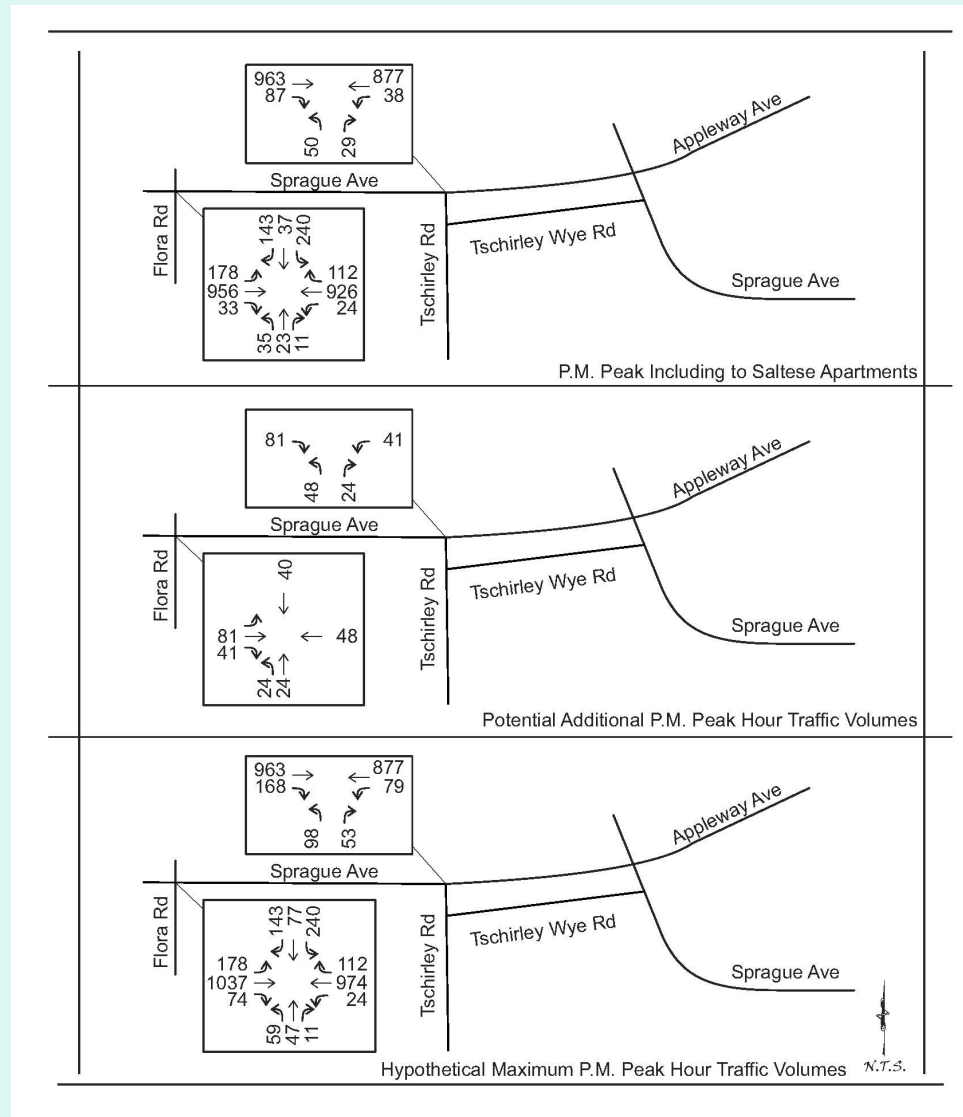 963 877
87 38
50 29
Sprague Ave
Appleway Ave
Flora Rd
Tschirley Rd
Tschirley Wye Rd
Sprague Ave
143 37 240
178 112
956 926
33 24
35 23 11
P.M. Peak Including to Saltese Apartments
81 41
48 24
Sprague Ave
Appleway Ave
Flora Rd
Tschirley Rd
Tschirley Wye Rd
Sprague Ave
40
81 48
41
24 24
Potential Additional P.M. Peak Hour Traffic Volumes
963 877
168 79
98 53
Sprague Ave
Appleway Ave
Flora Rd
Tschirley Rd
Tschirley Wye Rd
Sprague Ave
143 77 240
178 112
1037 974
74 24
59 47 11
Hypothetical Maximum P.M. Peak Hour Traffic Volumes
N.T.S.